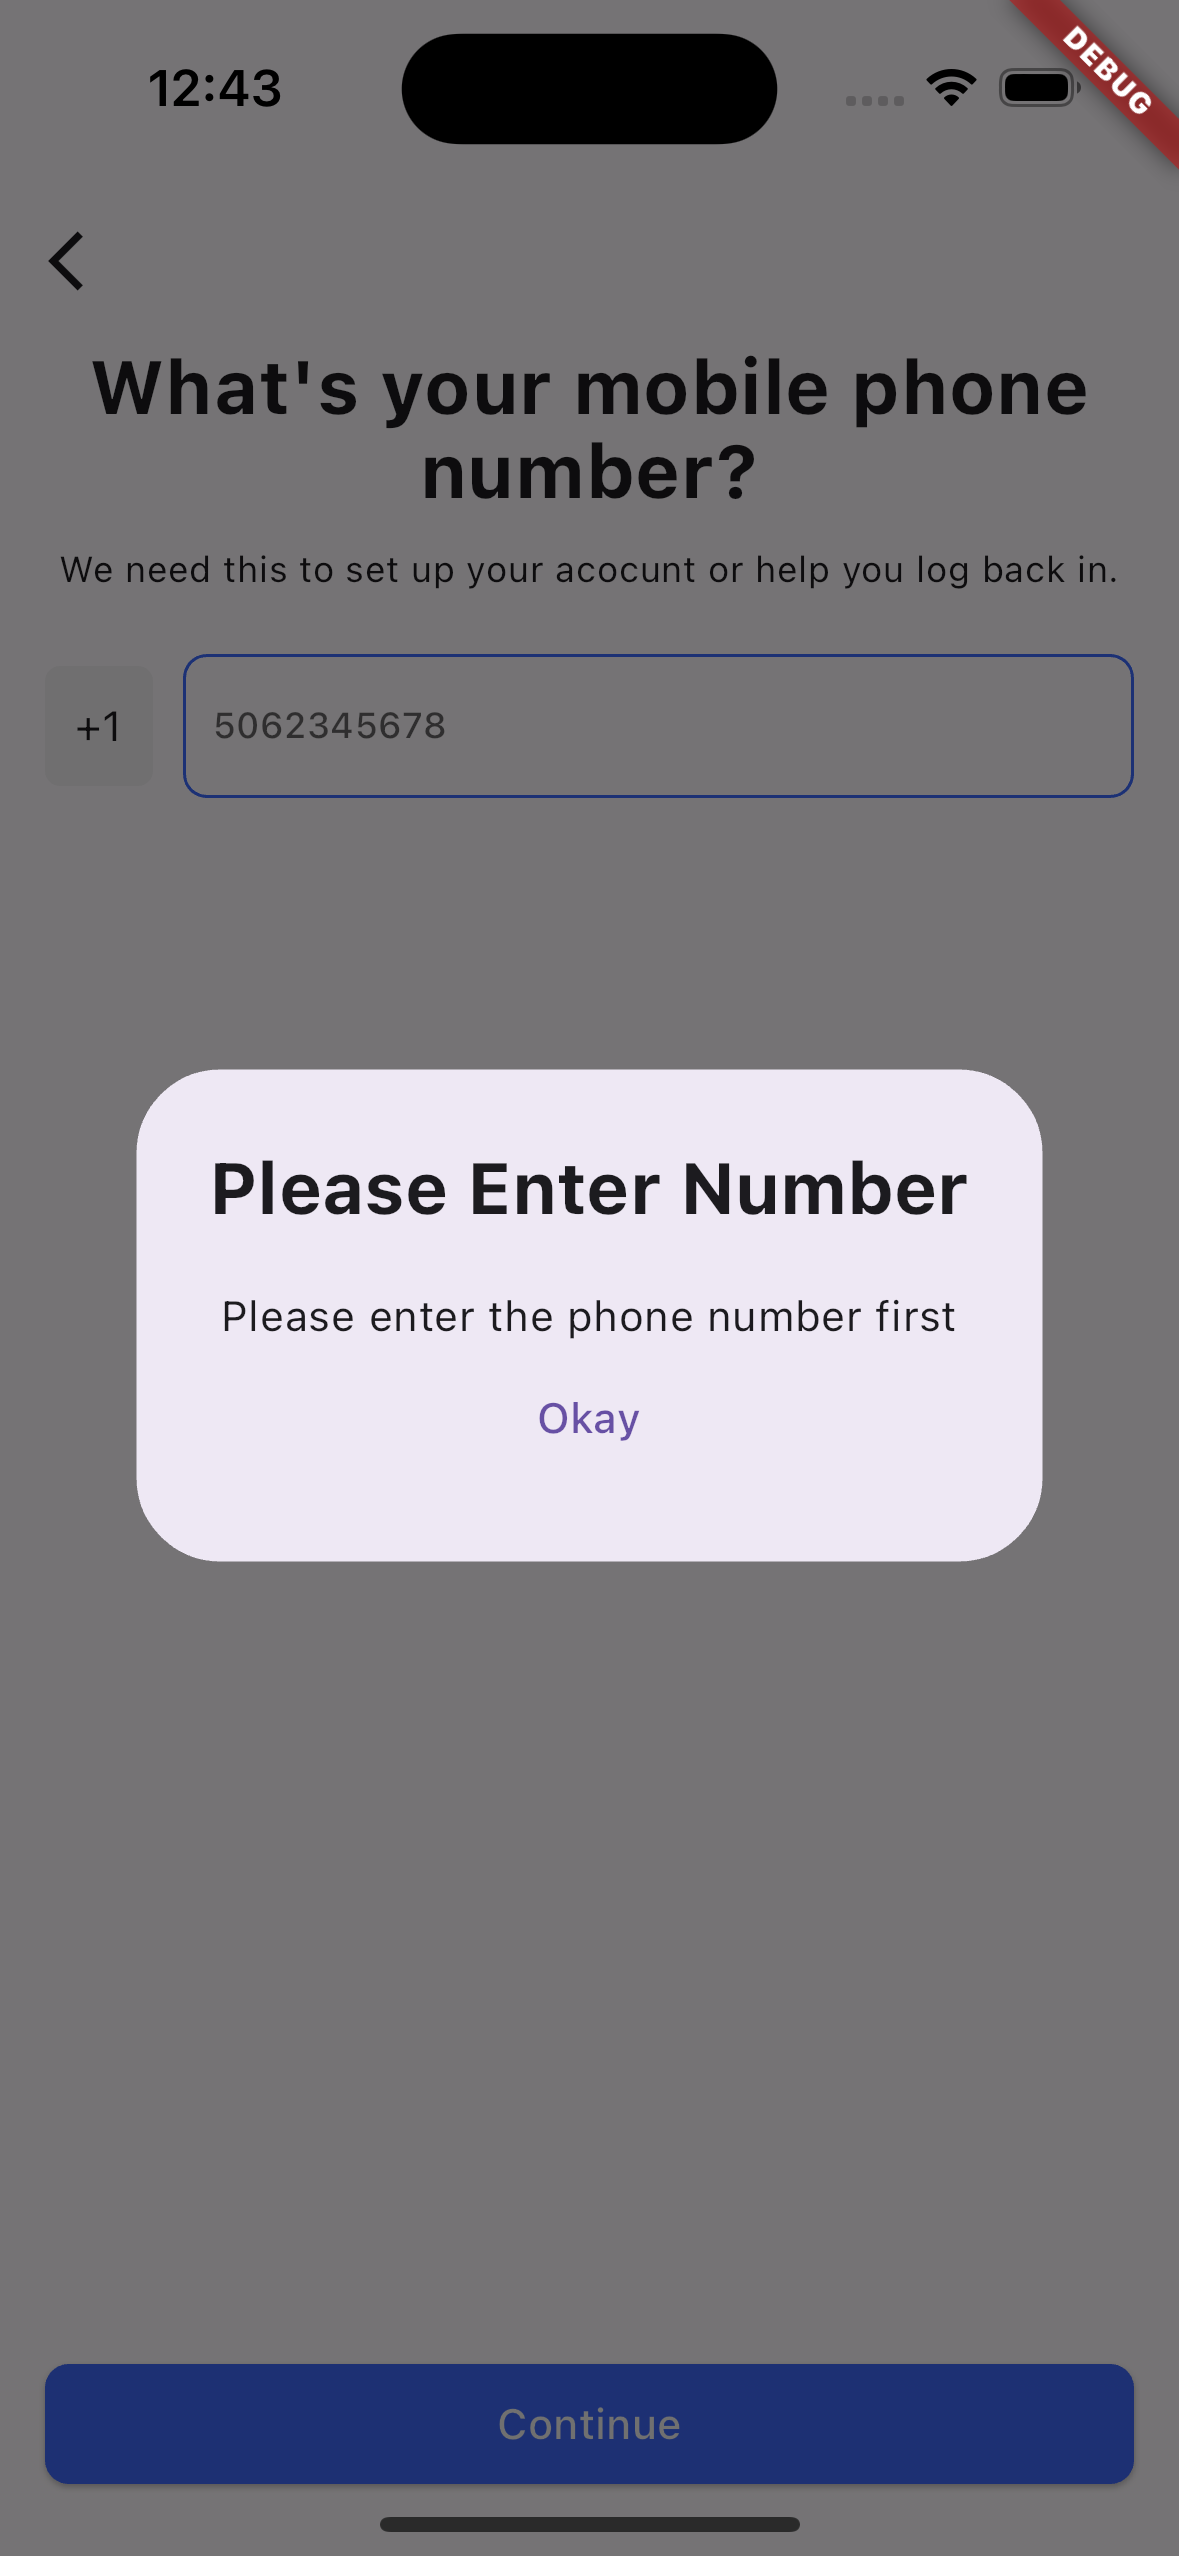 12:43
DEBUG
What's your mobile phone
number?
We need this to set up your acocunt or help you log back in.
+1
5062345678
Please Enter Number
Please enter the phone number first
Okay
Continue